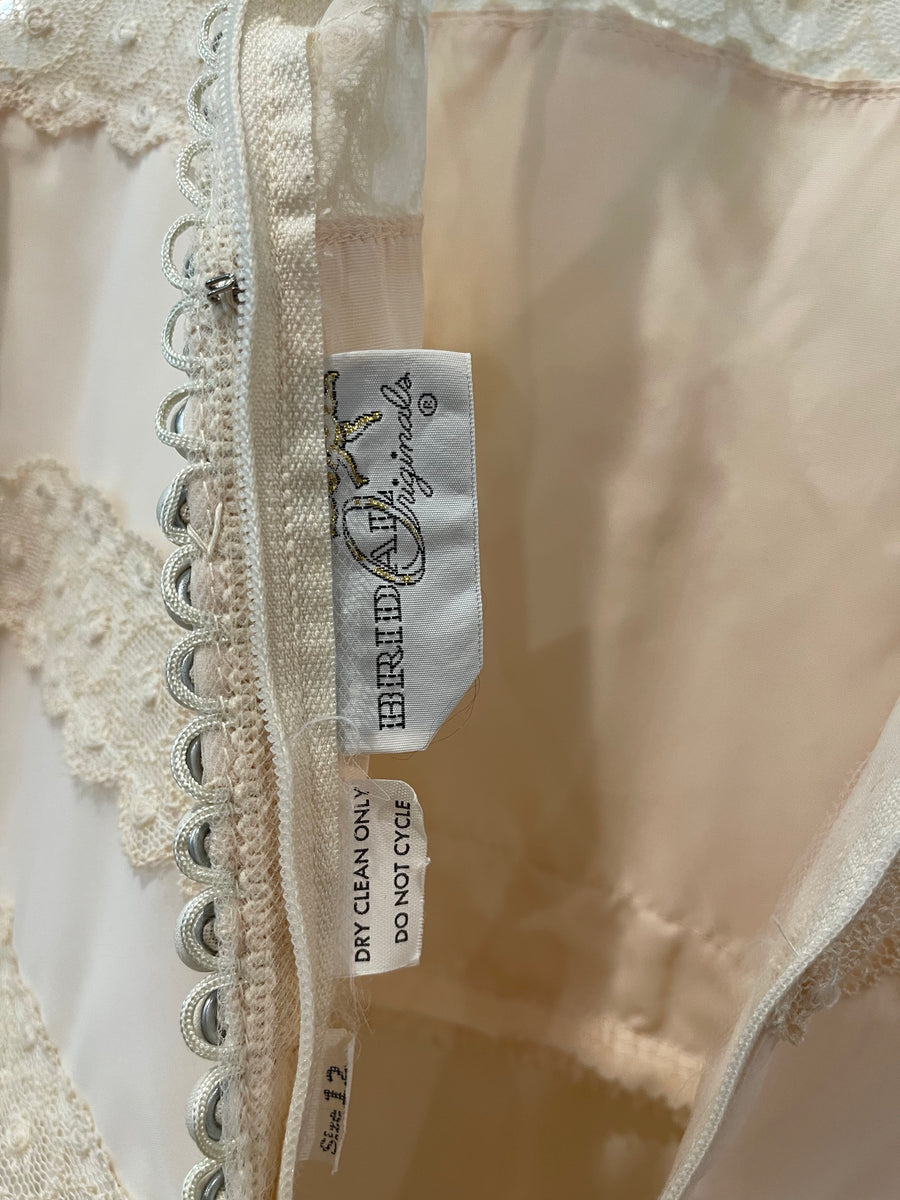 BRIDAL
Originals®
DRY CLEAN ONLY
DO NOT CYCLE
Size 12